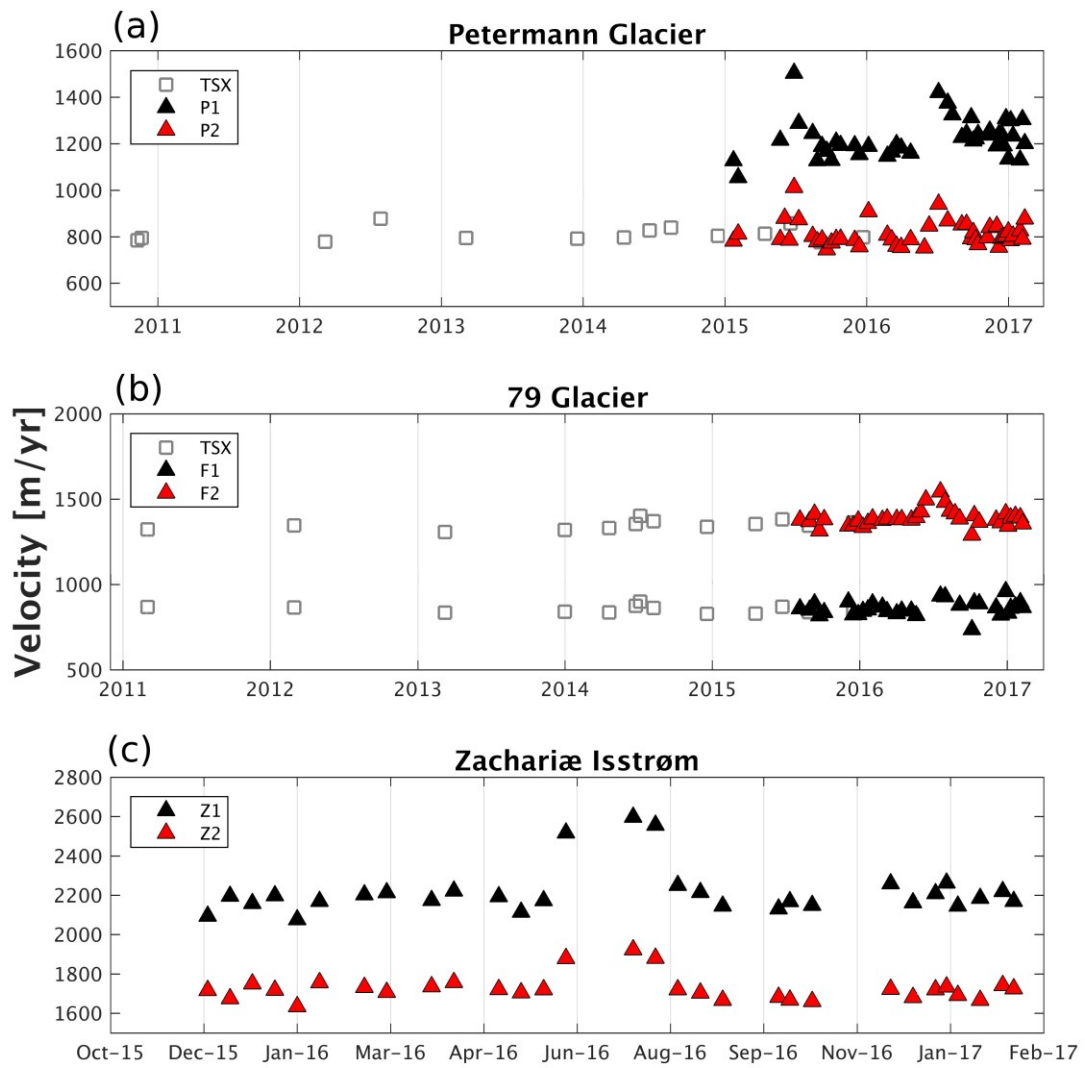 (a)
Petermann Glacier
1600
1400
1200
1000
800
600
TSX
P1
P2
2011 2012 2013 2014 2015 2016 2017
(b)
79 Glacier
Velocity [m/yr]
2000
1500
1000
500
TSX
F1
F2
2011 2012 2013 2014 2015 2016 2017
(c)
Zachariæ Isstrøm
2800
2600
2400
2200
2000
1800
1600
Z1
Z2
Oct-15 Dec-15 Jan-16 Mar-16 Apr-16 Jun-16 Aug-16 Sep-16 Nov-16 Jan-17 Feb-17